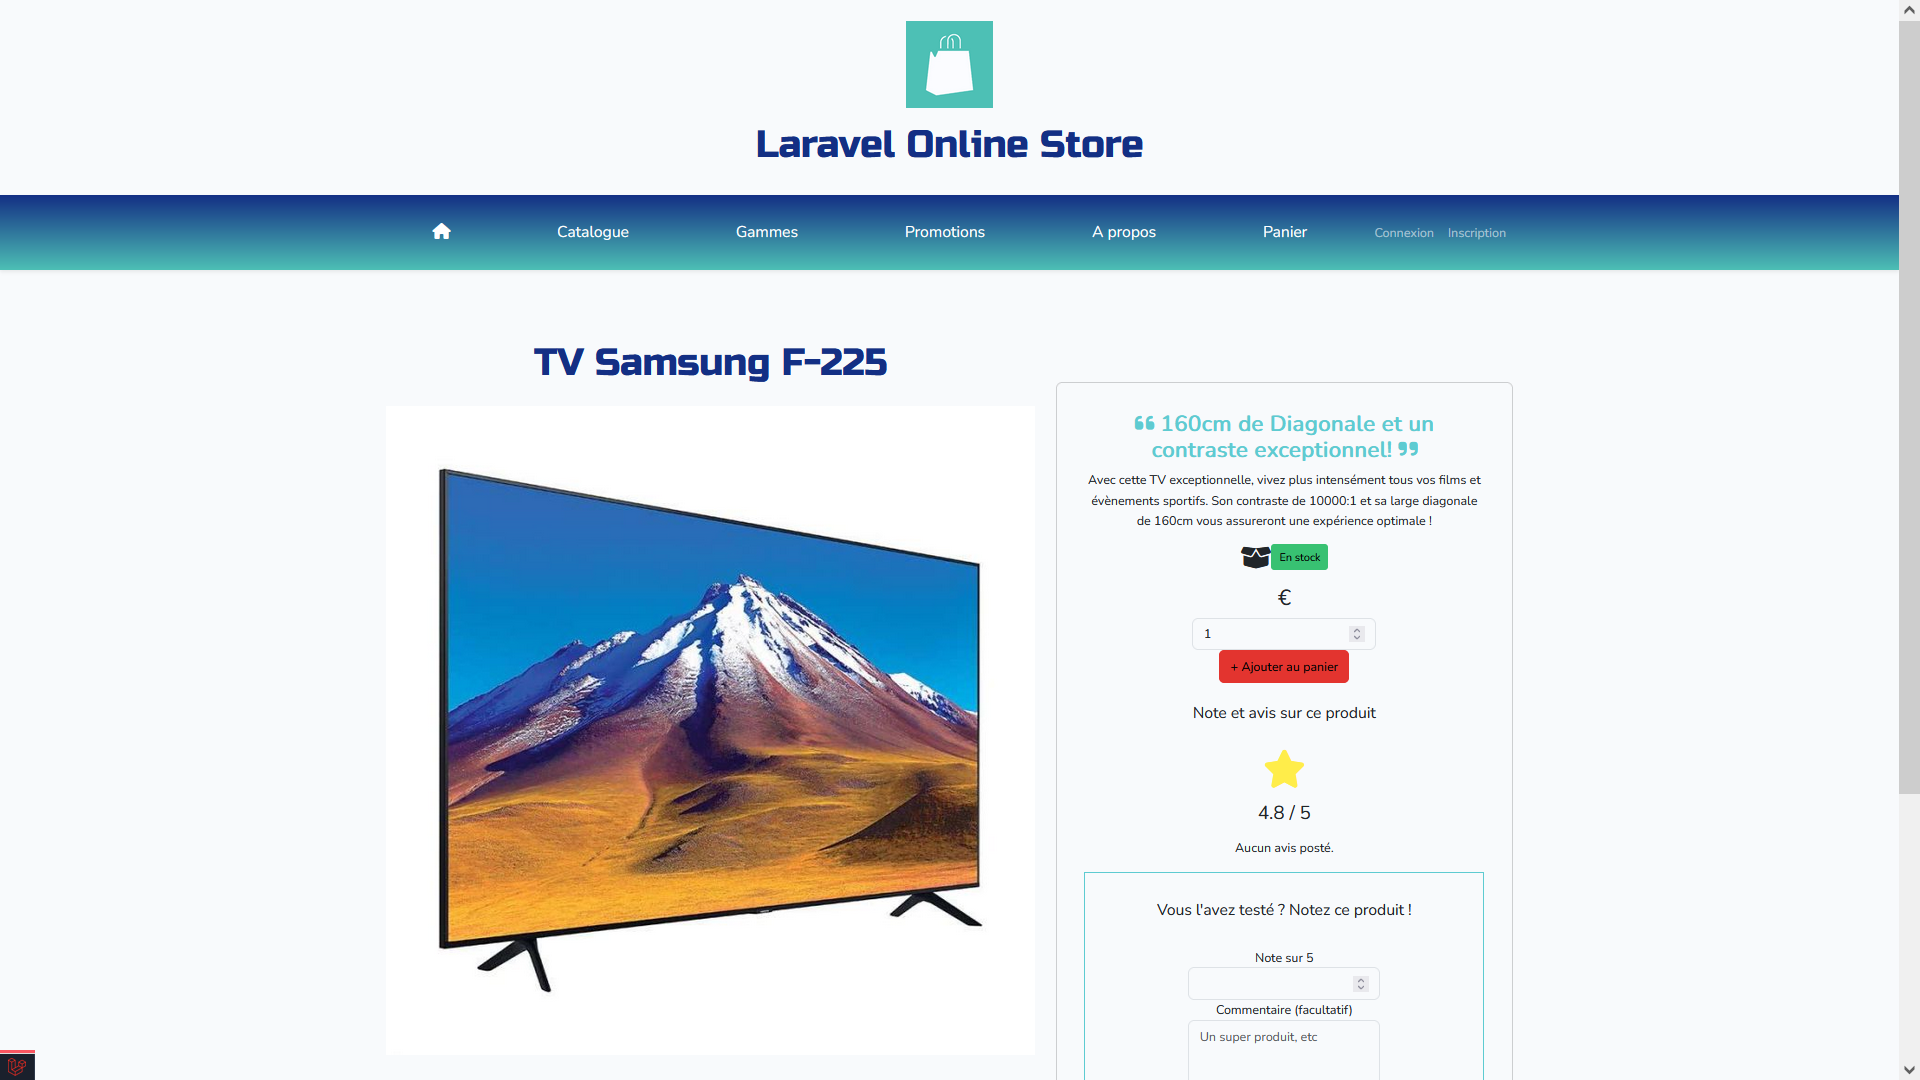 Laravel Online Store
Catalogue
Gammes
Promotions
A propos
Panier
Connexion
Inscription
TV Samsung F-225
❝ 160cm de Diagonale et un
contraste exceptionnel! ❞
Avec cette TV exceptionnelle, vivez plus intensément tous vos films et
évènements sportifs. Son contraste de 10000:1 et sa large diagonale
de 160cm vous assureront une expérience optimale !
En stock
€
1
+ Ajouter au panier
Note et avis sur ce produit
4.8 / 5
Aucun avis posté.
Vous l'avez testé ? Notez ce produit !
Note sur 5
Commentaire (facultatif)
Un super produit, etc